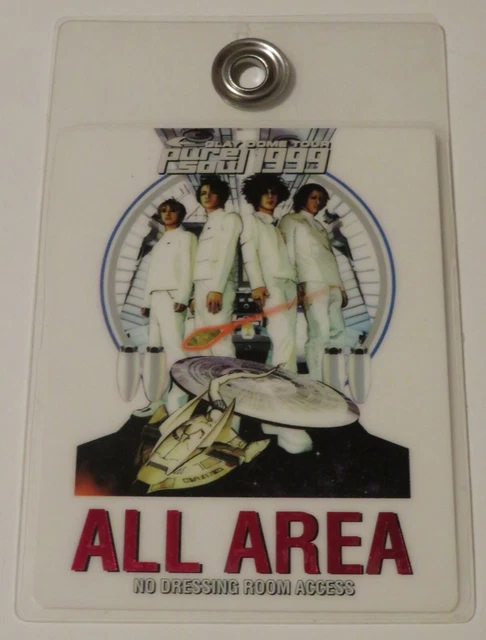 GLAY DOME TOUR
pure soul 1999
ALL AREA
NO DRESSING ROOM ACCESS